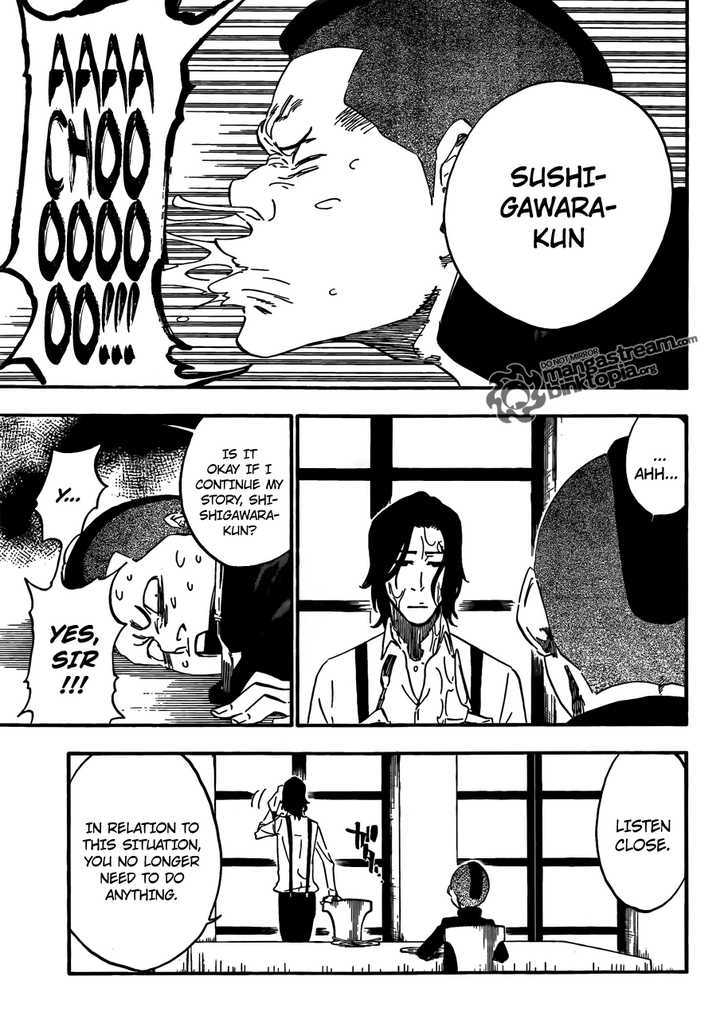 SUSHI-
GAWARA-
KUN
AAAA
CHOO
OOOO
OO!!!
DO NOT MIRROR
mangastream.com
binktopia.org
...
AHH...
IS IT
OKAY IF I
CONTINUE MY
STORY, SHI-
SHIGAWARA-
KUN?
Y...
YES,
SIR
!!!
LISTEN
CLOSE.
IN RELATION TO
THIS SITUATION,
YOU NO LONGER
NEED TO DO
ANYTHING.